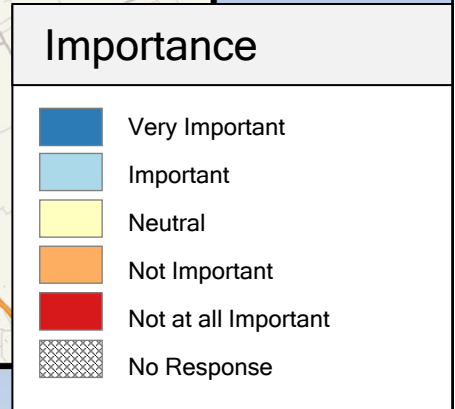 Importance
Very Important
Important
Neutral
Not Important
Not at all Important
No Response